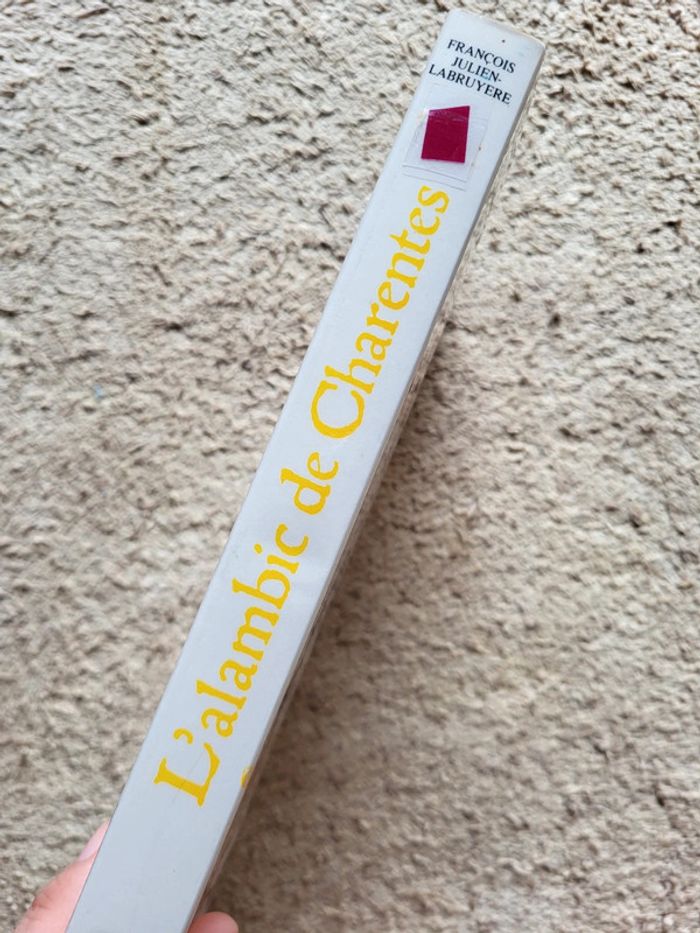 FRANÇOIS
JULIEN-
LABRUYERE
L'alambic de Charentes